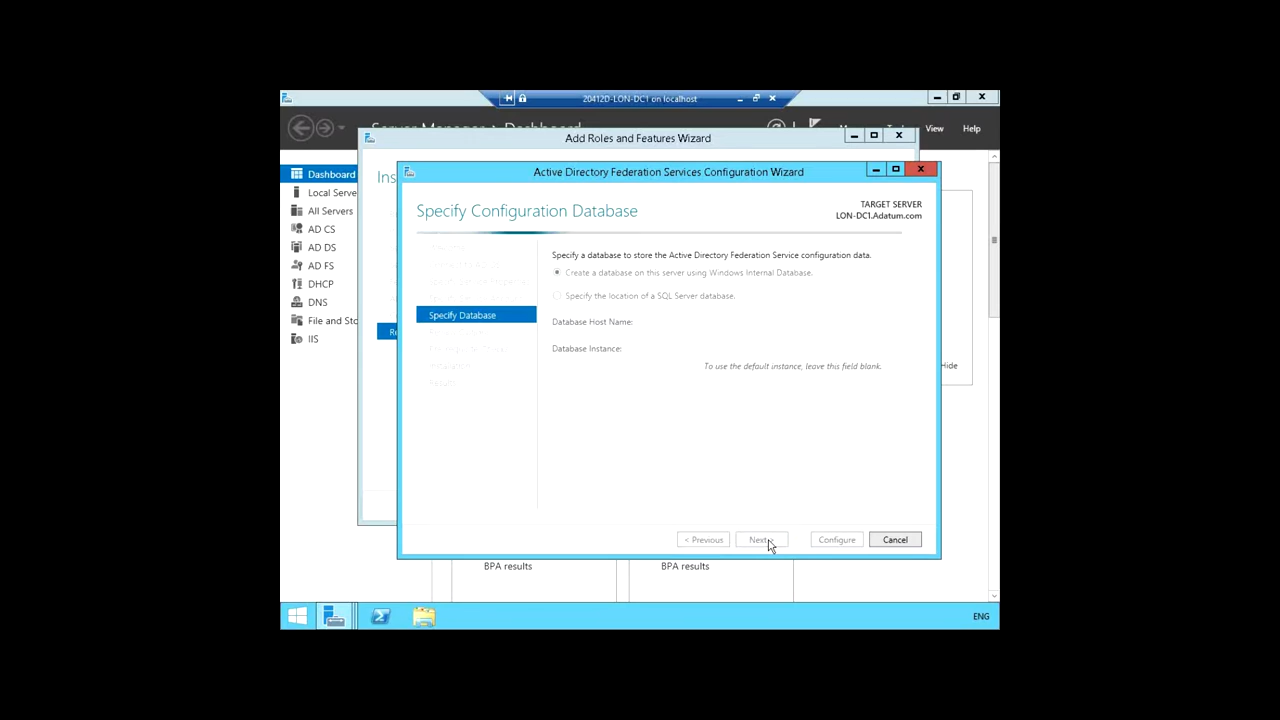 20412D-LON-DC1 on localhost
View
Help
Add Roles and Features Wizard
Active Directory Federation Services Configuration Wizard
Dashboard
Local Serve
All Servers
AD CS
AD DS
AD FS
DHCP
DNS
File and Sto
IIS
Ins
Specify Configuration Database
TARGET SERVER
LON-DC1.Adatum.com
Specify Database
Specify a database to store the Active Directory Federation Service configuration data.
Create a database on this server using Windows Internal Database.
Specify the location of a SQL Server database.
Database Host Name:
Database Instance:
To use the default instance, leave this field blank.
Hide
< Previous
Next >
Configure
Cancel
BPA results
BPA results
ENG